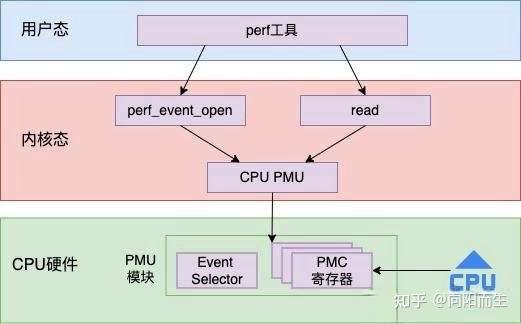 用户态
perf工具
perf_event_open
read
内核态
CPU PMU
CPU硬件
PMU
模块
Event
Selector
PMC
寄存器
CPU
知乎 @向阳而生